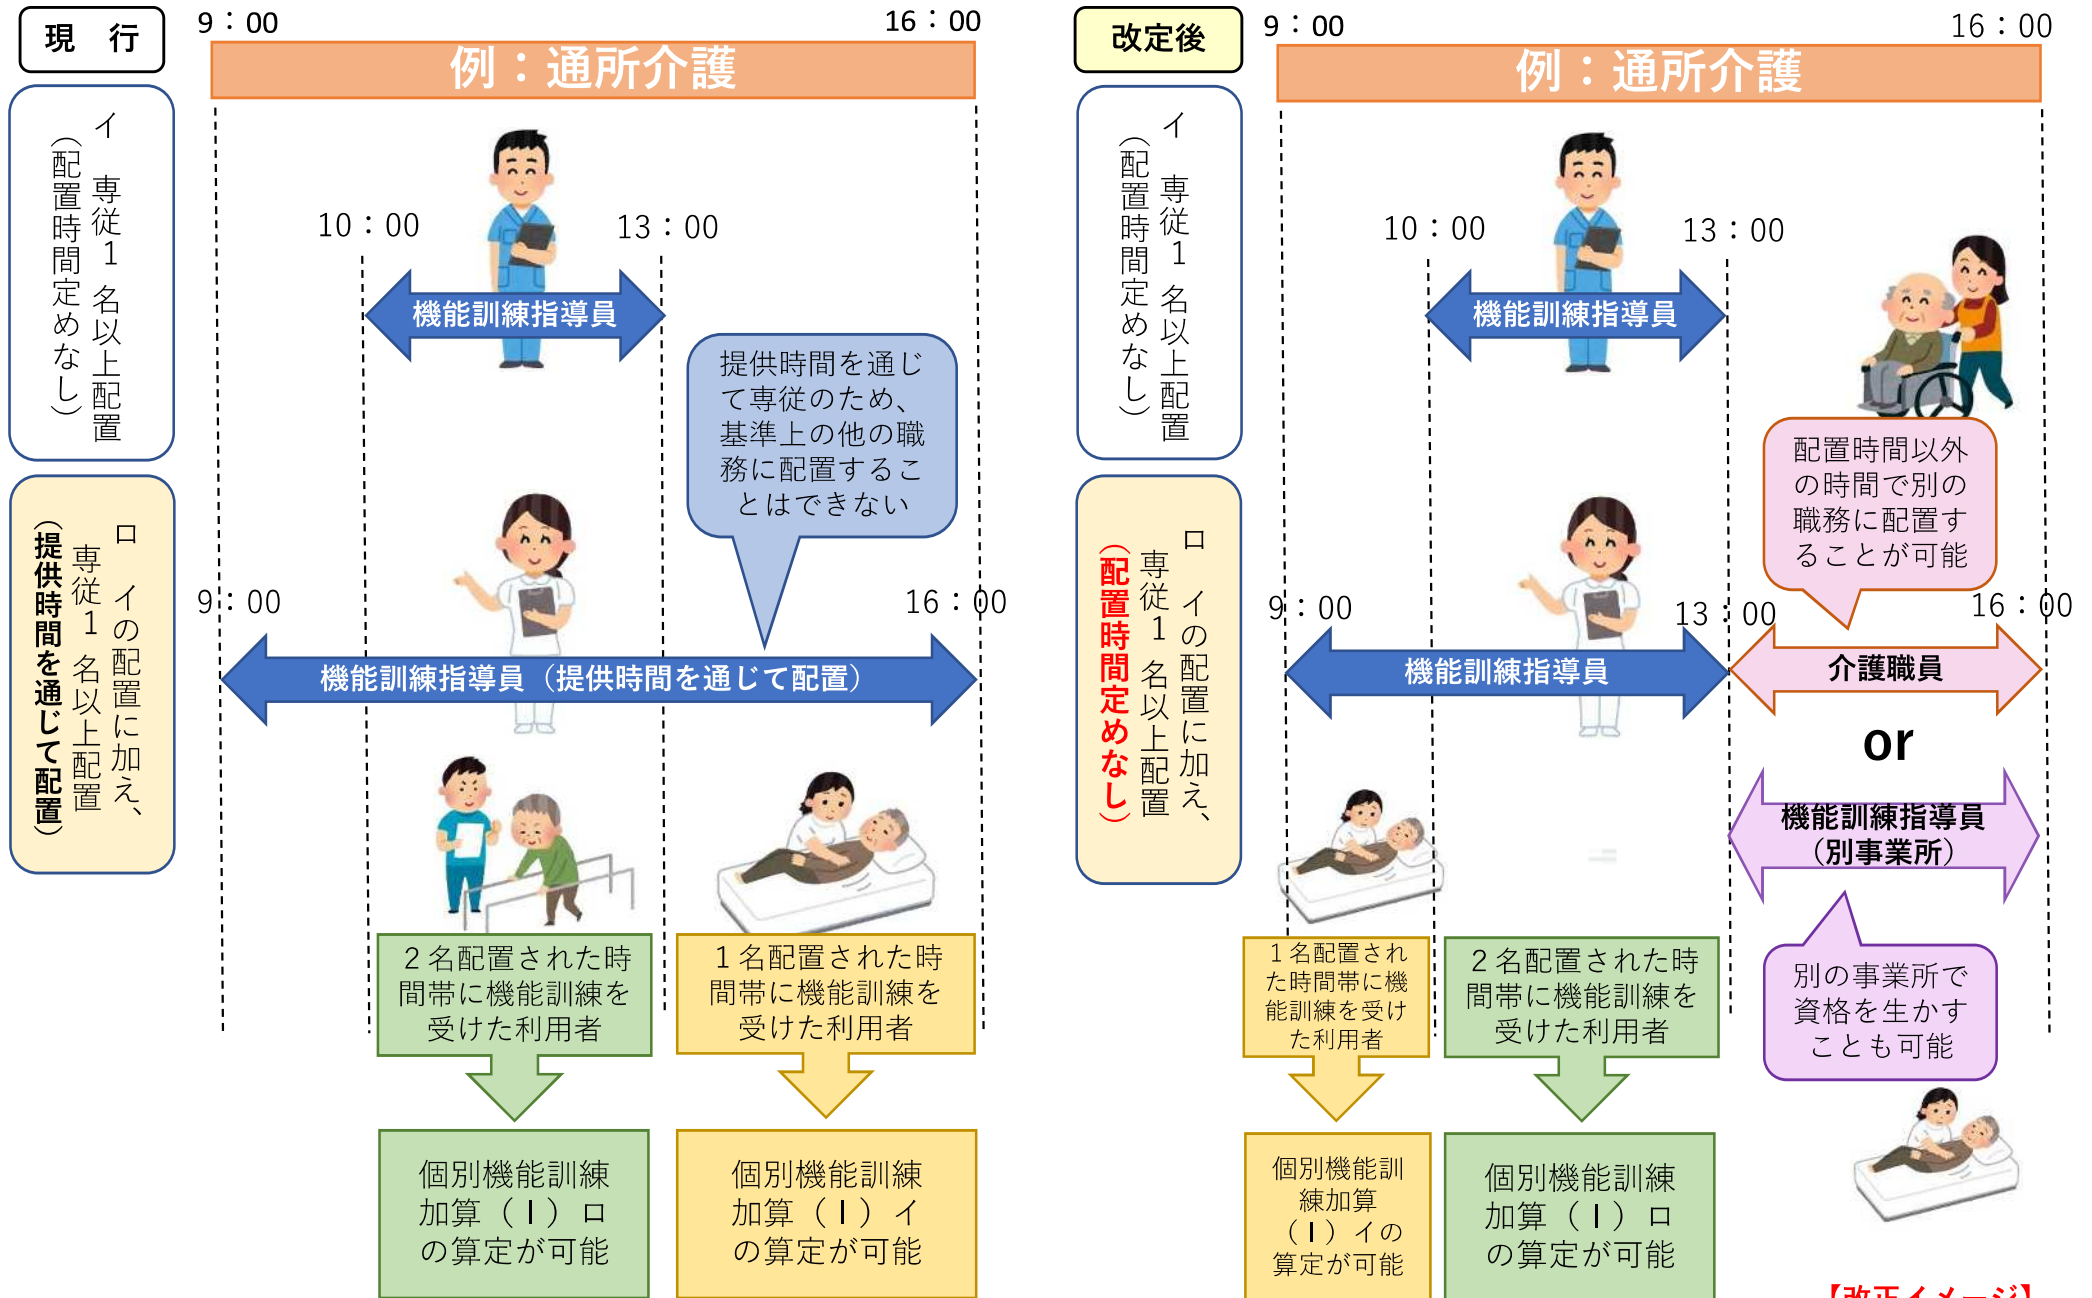 現　行
9：00
16：00
例：通所介護
イ　専従１名以上配置
（配置時間定めなし）
10：00
13：00
機能訓練指導員
提供時間を通じ
て専従のため、
基準上の他の職
務に配置するこ
とはできない
ロ　イの配置に加え、
専従１名以上配置
（提供時間を通じて配置）
9：00
16：00
機能訓練指導員（提供時間を通じて配置）
２名配置された時
間帯に機能訓練を
受けた利用者
１名配置された時
間帯に機能訓練を
受けた利用者
個別機能訓練
加算（Ⅰ）ロ
の算定が可能
個別機能訓練
加算（Ⅰ）イ
の算定が可能
改定後
9：00
16：00
例：通所介護
イ　専従１名以上配置
（配置時間定めなし）
10：00
13：00
機能訓練指導員
配置時間以外
の時間で別の
職務に配置す
ることが可能
ロ　イの配置に加え、
専従１名以上配置
（配置時間定めなし）
9：00
13：00
16：00
機能訓練指導員
介護職員
or
機能訓練指導員
（別事業所）
別の事業所で
資格を生かす
ことも可能
１名配置され
た時間帯に機
能訓練を受け
た利用者
２名配置された時
間帯に機能訓練を
受けた利用者
個別機能訓
練加算
（Ⅰ）イの
算定が可能
個別機能訓練
加算（Ⅰ）ロ
の算定が可能
【改正イメージ】